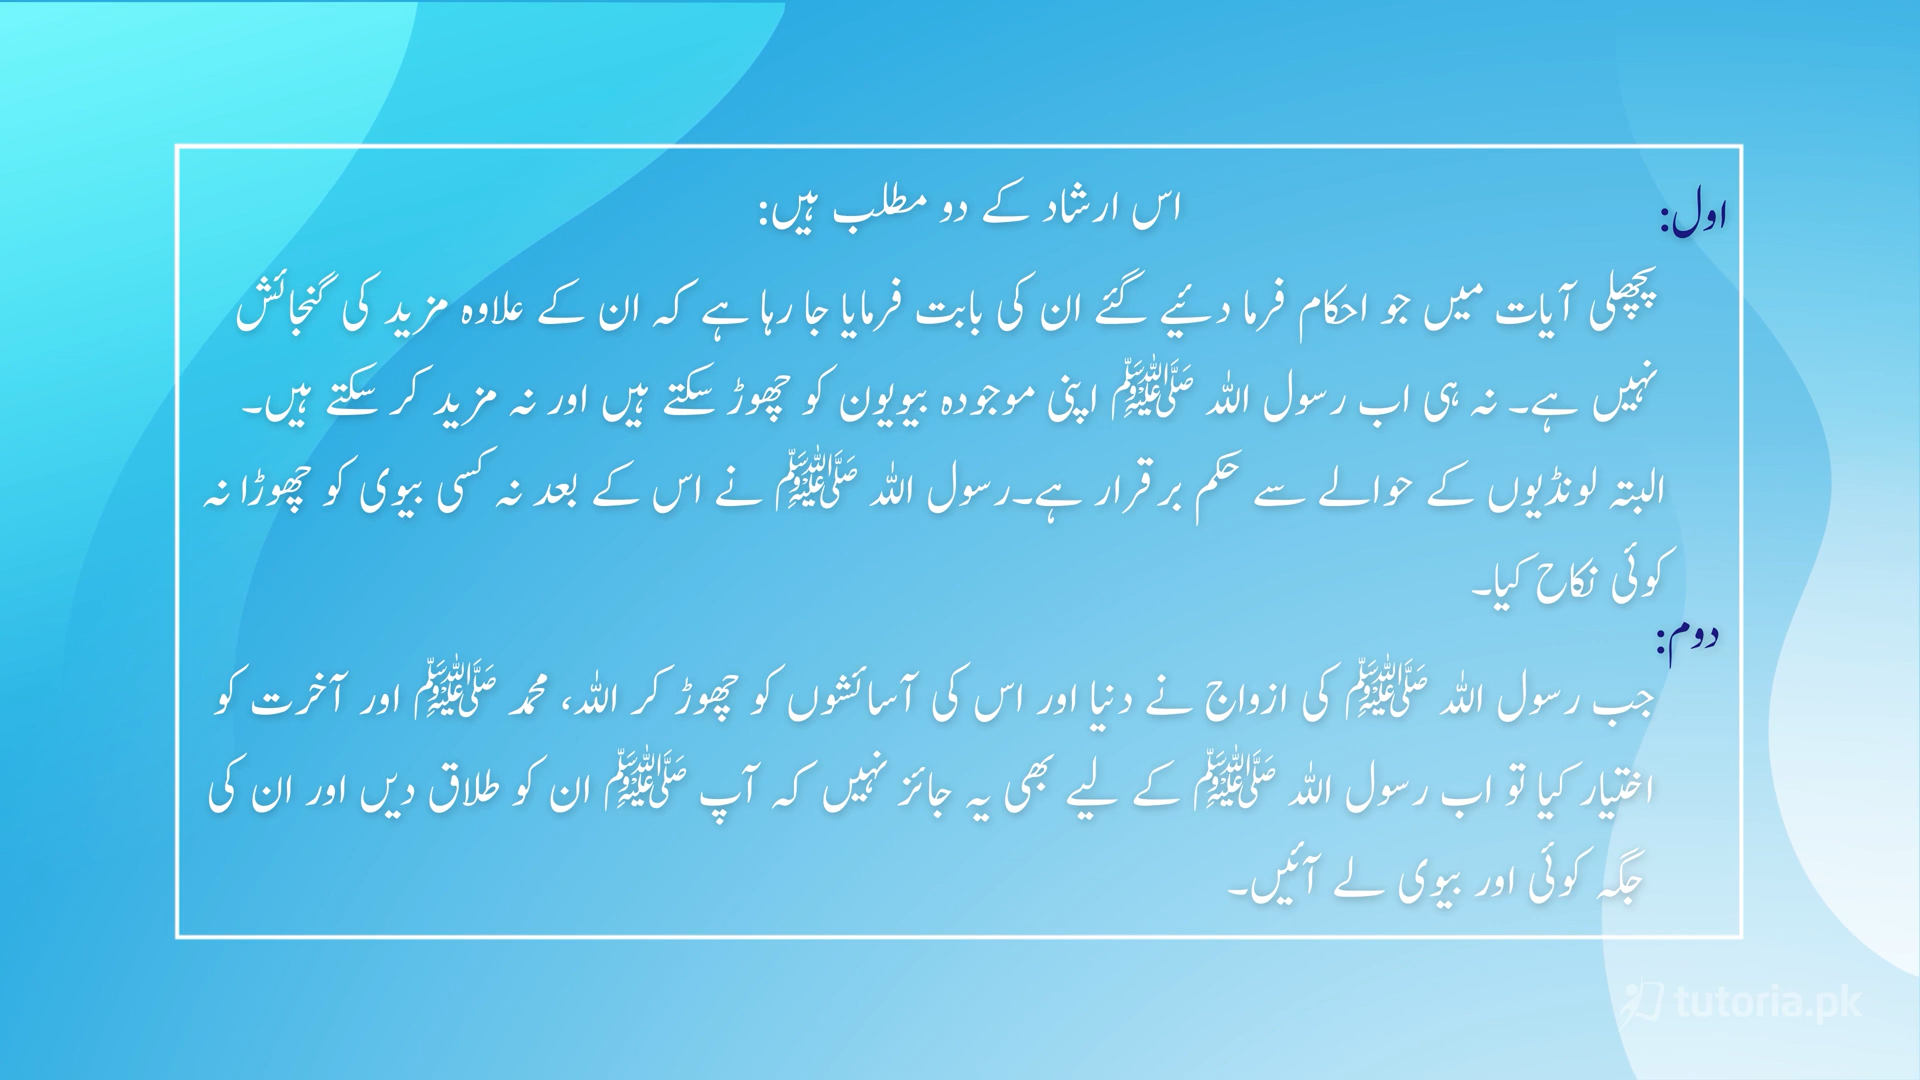 اس ارشاد کے دو مطلب ہیں:
اول:
پچھلی آیات میں جو احکام فرما دئیے گئے ان کی بابت فرمایا جا رہا ہے کہ ان کے علاوہ مزید کی گنجائش
نہیں ہے۔ نہ ہی اب رسول اللہ ﷺ اپنی موجودہ بیویون کو چھوڑ سکتے ہیں اور نہ مزید کر سکتے ہیں۔
البتہ لونڈیوں کے حوالے سے حکم برقرار ہے۔رسول اللہ ﷺ نے اس کے بعد نہ کسی بیوی کو چھوڑا نہ
کوئی نکاح کیا۔
دوم:
جب رسول اللہ ﷺ کی ازواج نے دنیا اور اس کی آسائشوں کو چھوڑ کر اللہ، محمد ﷺ اور آخرت کو
اختیار کیا تو اب رسول اللہ ﷺ کے لیے بھی یہ جائز نہیں کہ آپ ﷺ ان کو طلاق دیں اور ان کی
جگہ کوئی اور بیوی لے آئیں۔
tutoria.pk